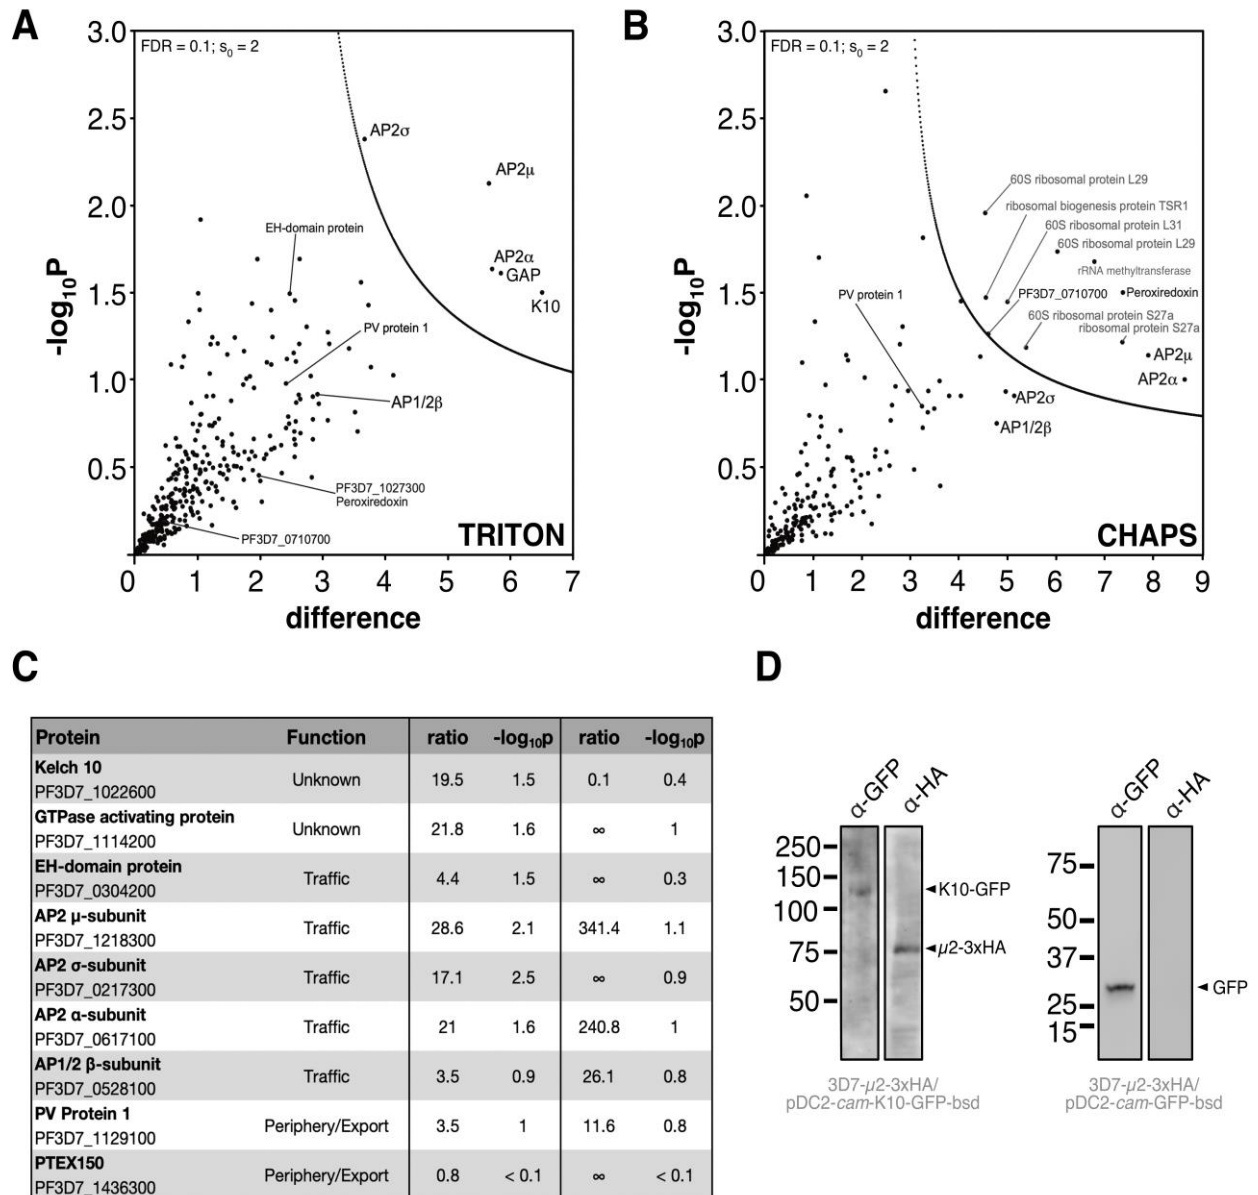 A
3.0
FDR = 0.1; s0 = 2
2.5
2.0
1.5
1.0
0.5
-log10P
AP2σ
AP2μ
EH-domain protein
AP2α
GAP
K10
PV protein 1
AP1/2β
PF3D7_1027300
Peroxiredoxin
PF3D7_0710700
TRITON
0 1 2 3 4 5 6 7
difference
B
3.0
FDR = 0.1; s0 = 2
2.5
2.0
1.5
1.0
0.5
-log10P
60S ribosomal protein L29
ribosomal biogenesis protein TSR1
60S ribosomal protein L31
60S ribosomal protein L29
rRNA methyltransferase
PV protein 1
PF3D7_0710700
Peroxiredoxin
60S ribosomal protein S27a
ribosomal protein S27a
AP2μ
AP2α
AP2σ
AP1/2β
CHAPS
0 1 2 3 4 5 6 7 8 9
difference
C
Protein Function ratio -log10p ratio -log10p
Kelch 10
PF3D7_1022600 Unknown 19.5 1.5 0.1 0.4
GTPase activating protein
PF3D7_1114200 Unknown 21.8 1.6 ∞ 1
EH-domain protein
PF3D7_0304200 Traffic 4.4 1.5 ∞ 0.3
AP2 μ-subunit
PF3D7_1218300 Traffic 28.6 2.1 341.4 1.1
AP2 σ-subunit
PF3D7_0217300 Traffic 17.1 2.5 ∞ 0.9
AP2 α-subunit
PF3D7_0617100 Traffic 21 1.6 240.8 1
AP1/2 β-subunit
PF3D7_0528100 Traffic 3.5 0.9 26.1 0.8
PV Protein 1
PF3D7_1129100 Periphery/Export 3.5 1 11.6 0.8
PTEX150
PF3D7_1436300 Periphery/Export 0.8 < 0.1 ∞ < 0.1
D
α-GFP α-HA
250
150
100
75
50
K10-GFP
μ2-3xHA
3D7-μ2-3xHA/
pDC2-cam-K10-GFP-bsd
α-GFP α-HA
75
50
37
25
15
GFP
3D7-μ2-3xHA/
pDC2-cam-GFP-bsd